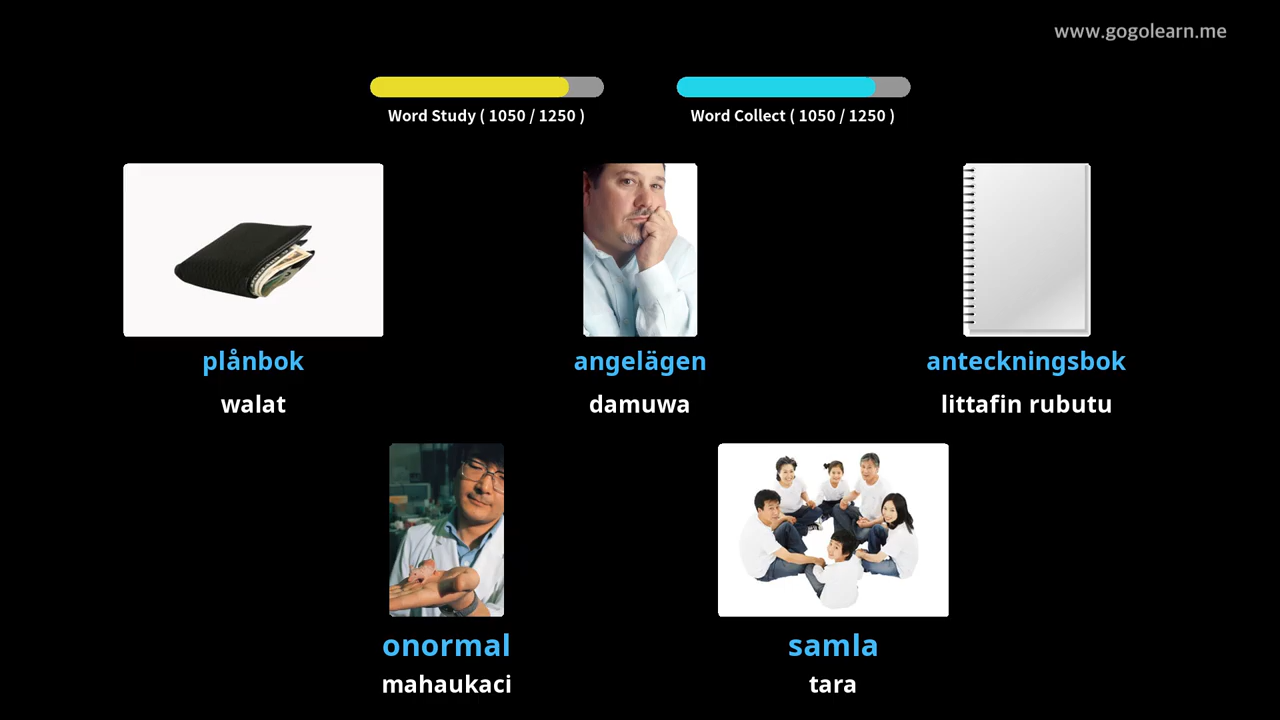 www.gogolearn.me
Word Study ( 1050 / 1250 )
Word Collect ( 1050 / 1250 )
plånbok
angelägen
anteckningsbok
walat
damuwa
littafin rubutu
onormal
samla
mahaukaci
tara